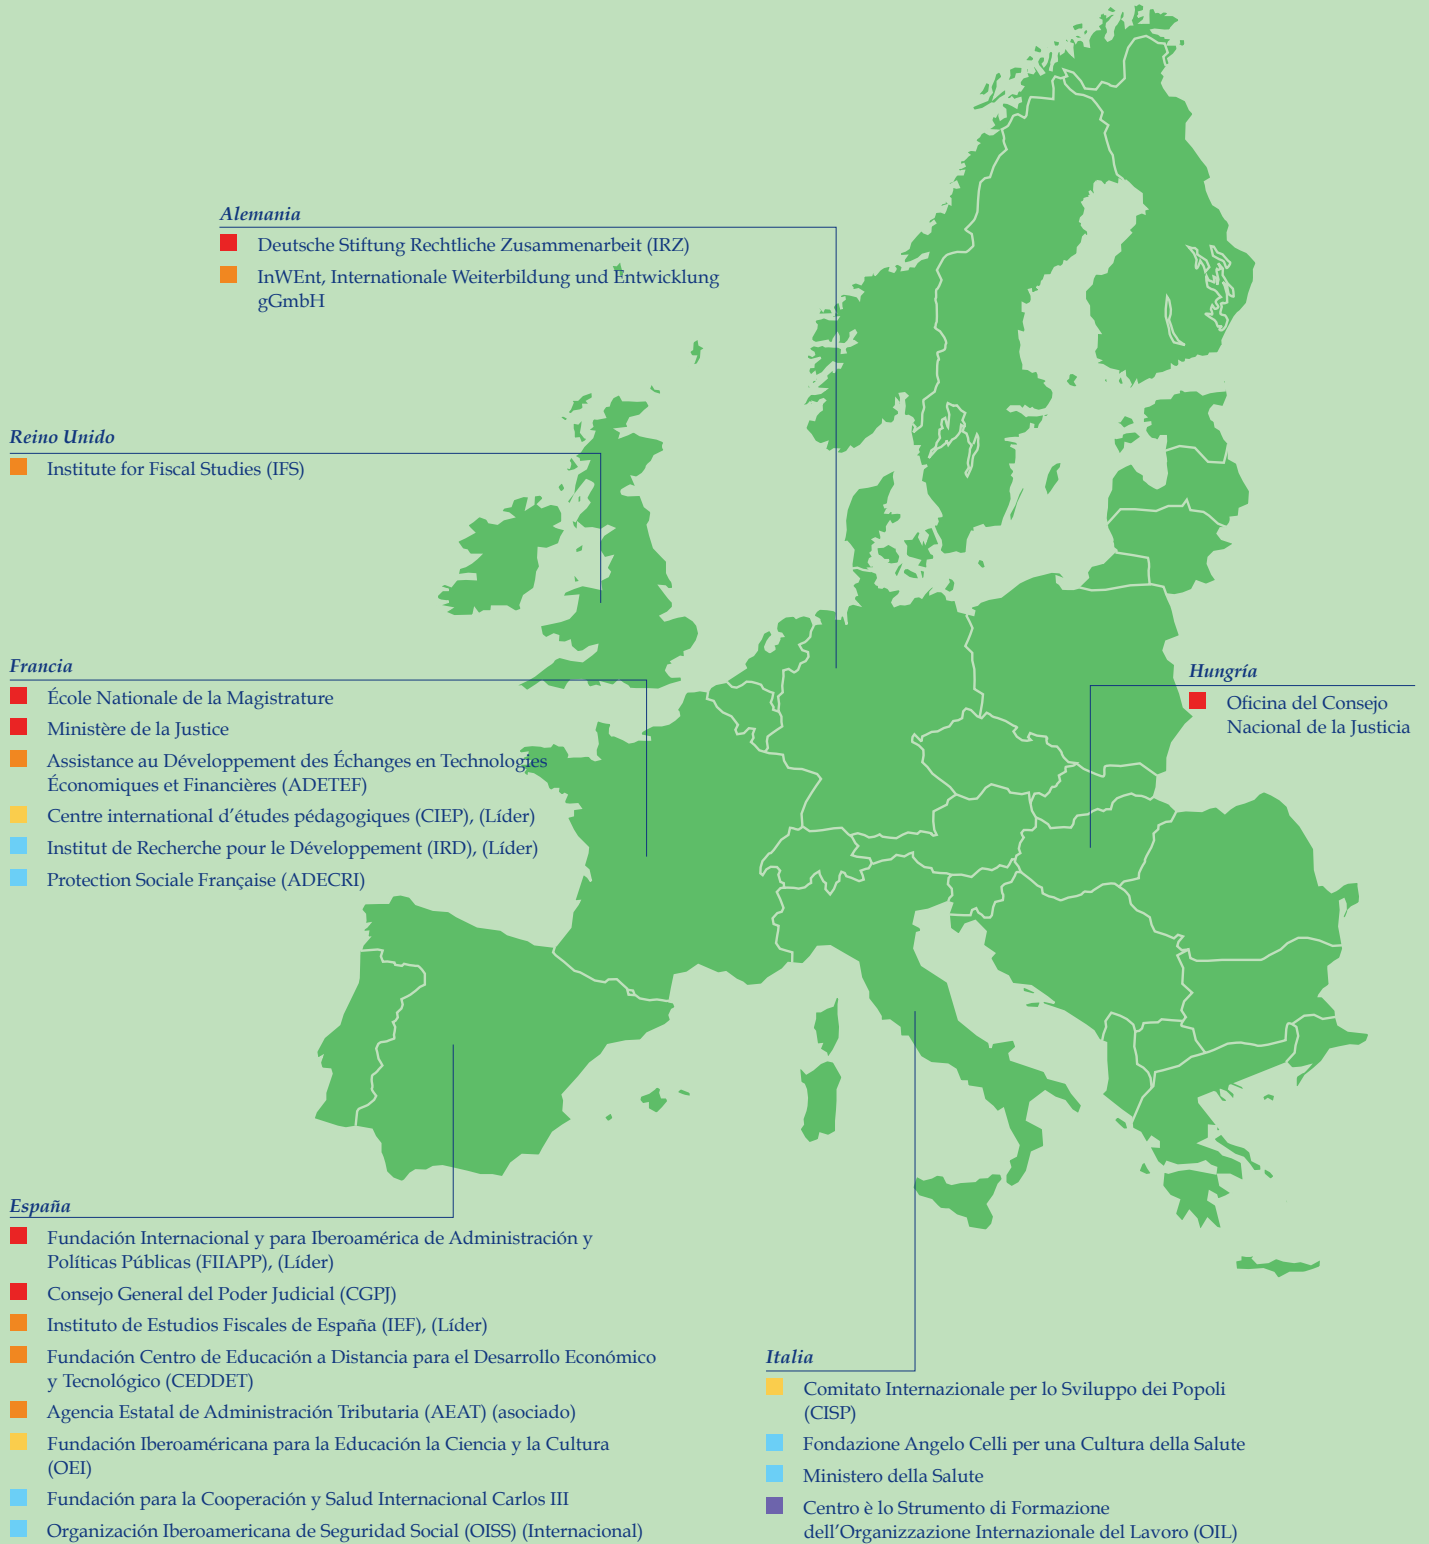 Alemania
Deutsche Stiftung Rechtliche Zusammenarbeit (IRZ)
InWEnt, Internationale Weiterbildung und Entwicklung
gGmbH
Reino Unido
Institute for Fiscal Studies (IFS)
Francia
École Nationale de la Magistrature
Ministère de la Justice
Assistance au Développement des Échanges en Technologies
Économiques et Financières (ADETEF)
Centre international d'études pédagogiques (CIEP), (Líder)
Institut de Recherche pour le Développement (IRD), (Líder)
Protection Sociale Française (ADECRI)
Hungría
Oficina del Consejo
Nacional de la Justicia
España
Fundación Internacional y para Iberoamérica de Administración y
Políticas Públicas (FIIAPP), (Líder)
Consejo General del Poder Judicial (CGPJ)
Instituto de Estudios Fiscales de España (IEF), (Líder)
Fundación Centro de Educación a Distancia para el Desarrollo Económico
y Tecnológico (CEDDET)
Agencia Estatal de Administración Tributaria (AEAT) (asociado)
Fundación Iberoaméricana para la Educación la Ciencia y la Cultura
(OEI)
Fundación para la Cooperación y Salud Internacional Carlos III
Organización Iberoamericana de Seguridad Social (OISS) (Internacional)
Italia
Comitato Internazionale per lo Sviluppo dei Popoli
(CISP)
Fondazione Angelo Celli per una Cultura della Salute
Ministero della Salute
Centro è lo Strumento di Formazione
dell'Organizzazione Internazionale del Lavoro (OIL)